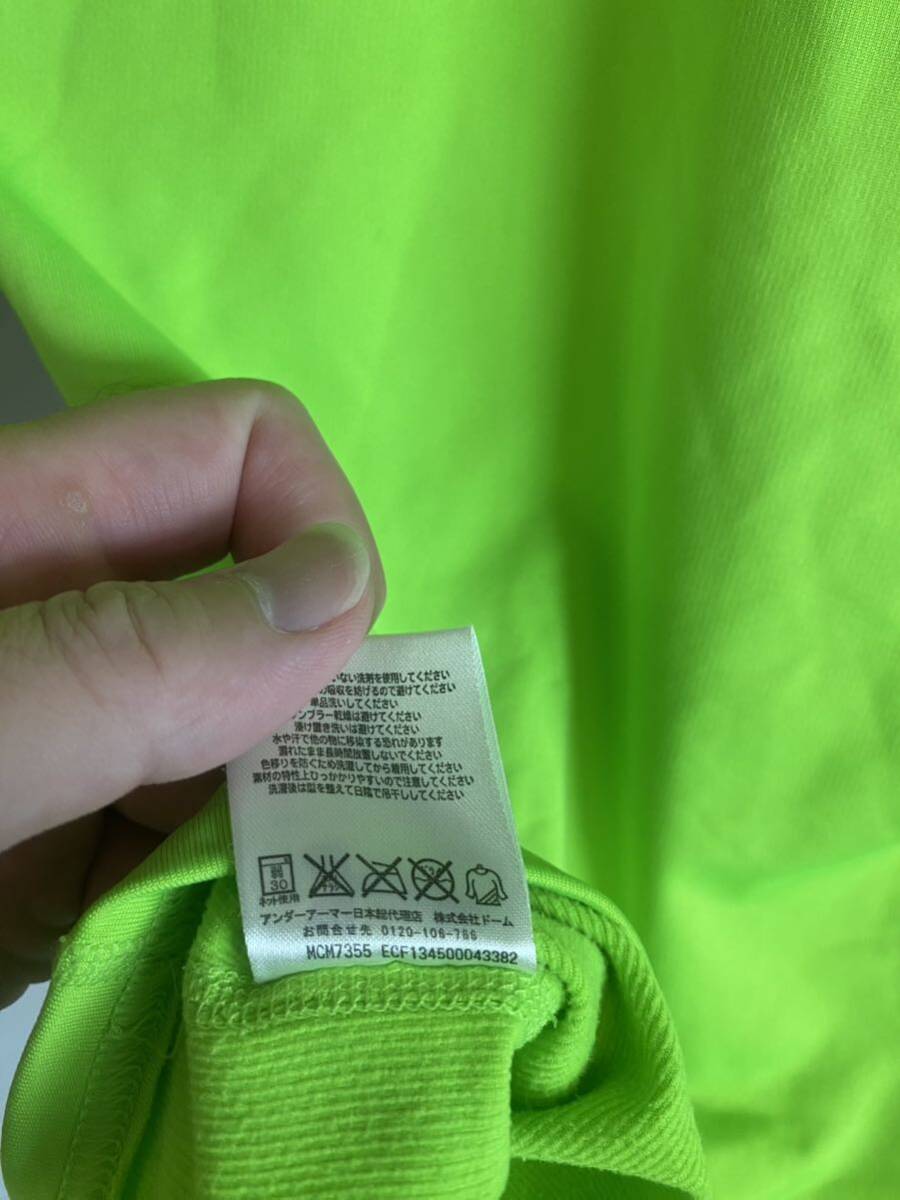 いない洗剤を使用してください
の吸収を妨げるので避けてください
単品洗いしてください
ンブラー乾燥は避けてください
浸け置き洗いは避けてください
水や汗で他の物に移染する恐れがあります
濡れたまま長時間放置しないでください
色移りを防ぐため洗濯してから着用してください
素材の特性上ひっかかりやすいので注意してください
洗濯後は型を整えて日陰で吊干ししてください
弱
30
ネット使用
アンダーアーマー日本総代理店 株式会社ドーム
お問合せ先 0120-106-786
MCM7355 ECF134500043382